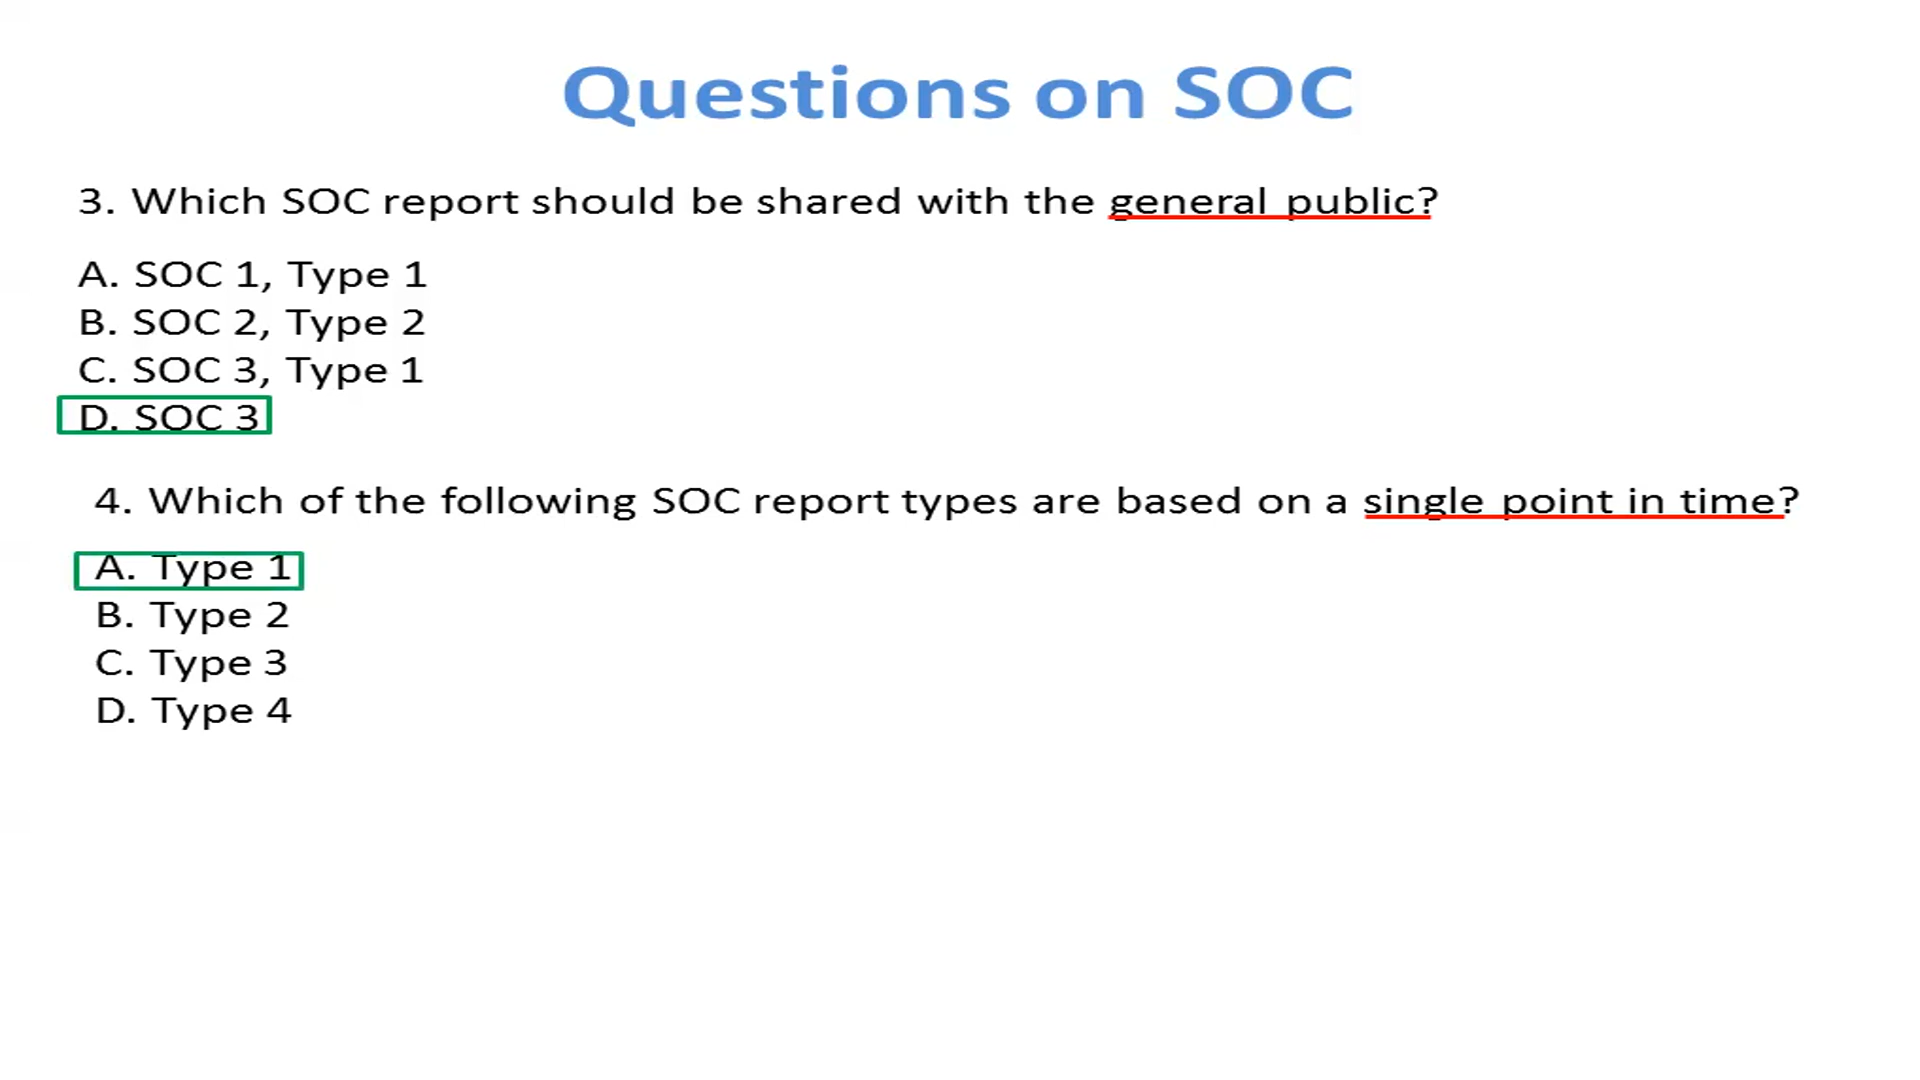 Questions on SOC
3. Which SOC report should be shared with the general public?
A. SOC 1, Type 1
B. SOC 2, Type 2
C. SOC 3, Type 1
D. SOC 3
4. Which of the following SOC report types are based on a single point in time?
A. Type 1
B. Type 2
C. Type 3
D. Type 4